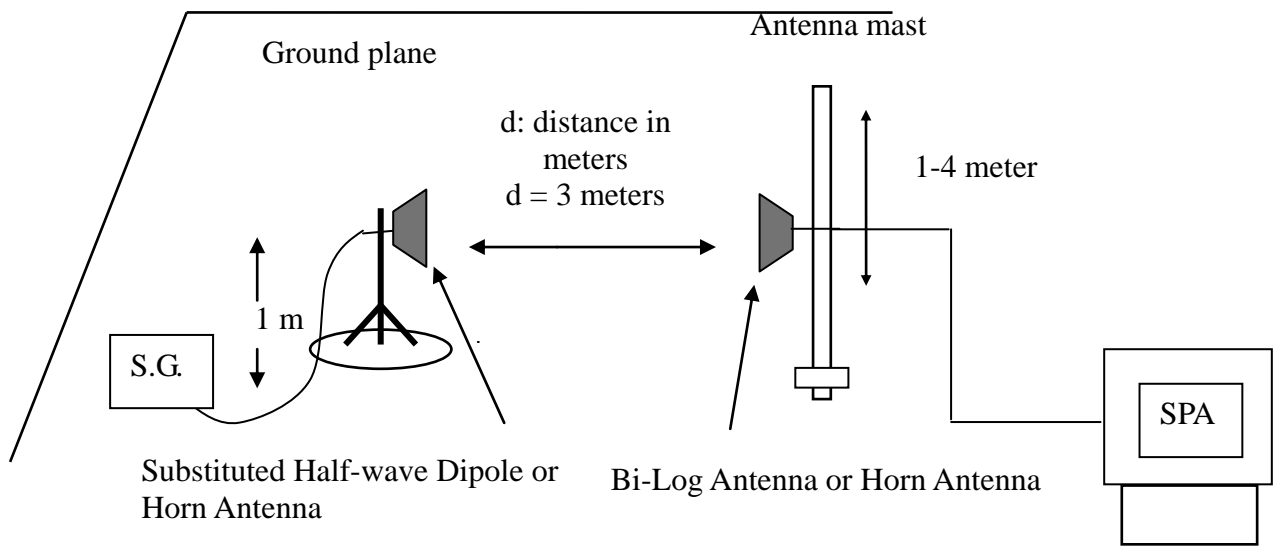 Antenna mast
Ground plane
d: distance in
meters
d = 3 meters
1-4 meter
1 m
S.G.
SPA
Substituted Half-wave Dipole or
Horn Antenna
Bi-Log Antenna or Horn Antenna